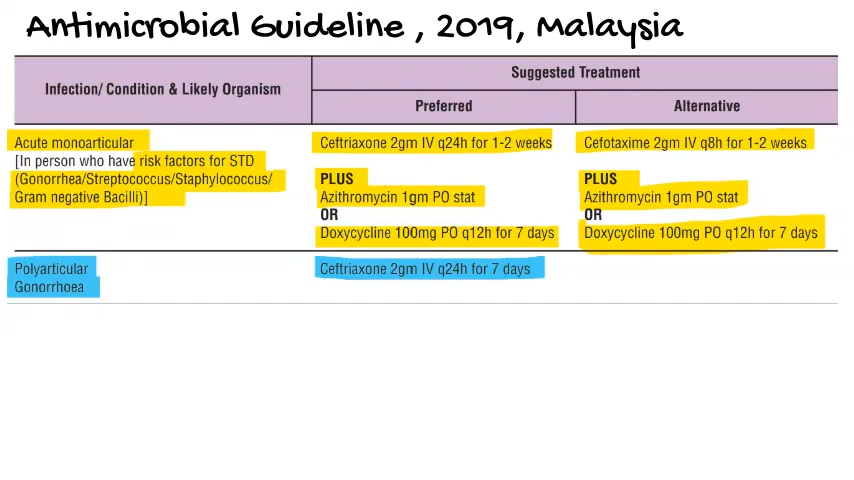 Antimicrobial Guideline , 2019, Malaysia
Infection/ Condition & Likely Organism
Suggested Treatment
Preferred
Alternative
Acute monoarticular
[In person who have risk factors for STD
(Gonorrhea/Streptococcus/Staphylococcus/
Gram negative Bacilli)]
Ceftriaxone 2gm IV q24h for 1-2 weeks
PLUS
Azithromycin 1gm PO stat
OR
Doxycycline 100mg PO q12h for 7 days
Cefotaxime 2gm IV q8h for 1-2 weeks
PLUS
Azithromycin 1gm PO stat
OR
Doxycycline 100mg PO q12h for 7 days
Polyarticular
Gonorrhoea
Ceftriaxone 2gm IV q24h for 7 days